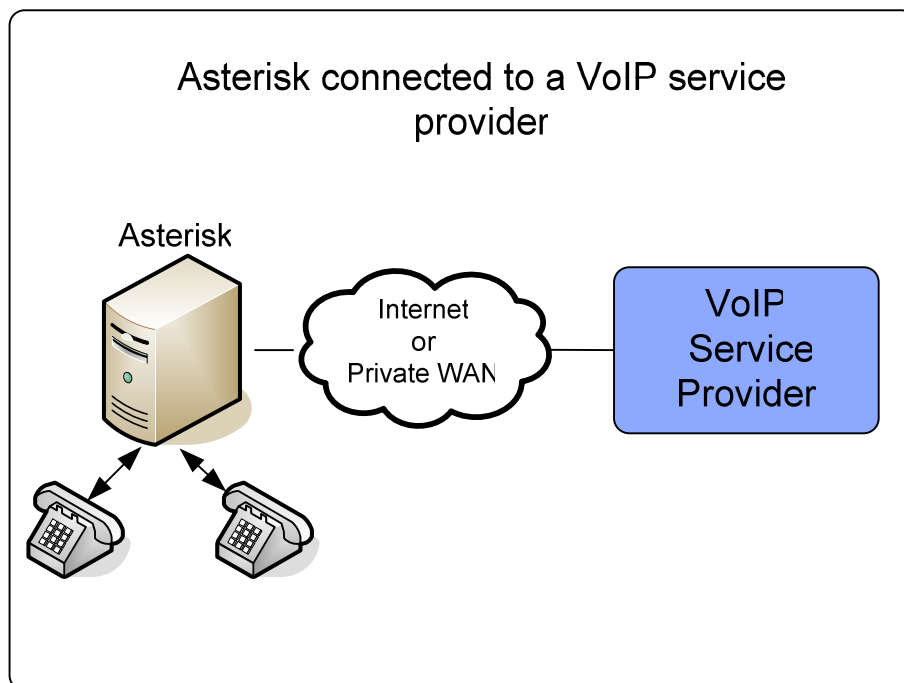 Asterisk connected to a VoIP service
provider
Asterisk
Internet
or
Private WAN
VoIP
Service
Provider